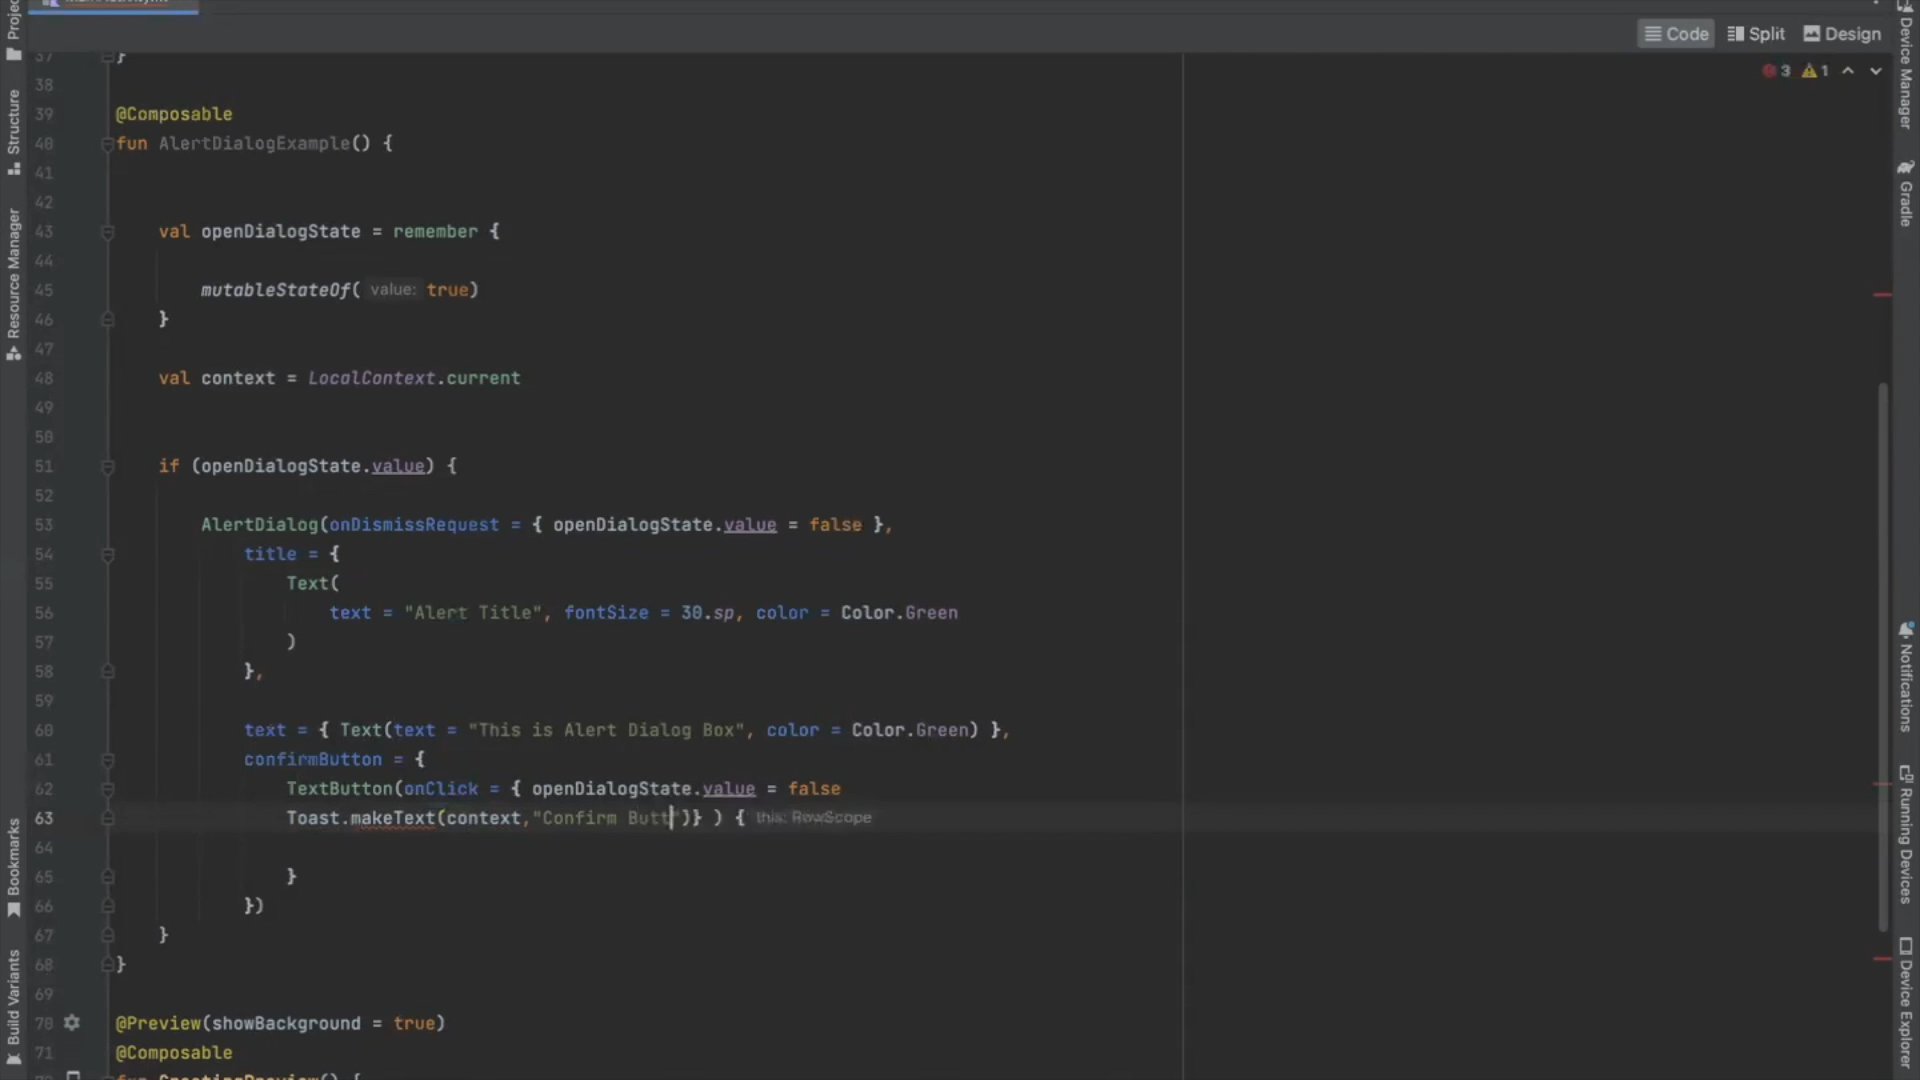 Code Split Design
3 1
37 }
38
39 @Composable
40 fun AlertDialogExample() {
41
42
43 val openDialogState = remember {
44
45 mutableStateOf( value: true)
46 }
47
48 val context = LocalContext.current
49
50
51 if (openDialogState.value) {
52
53 AlertDialog(onDismissRequest = { openDialogState.value = false },
54 title = {
55 Text(
56 text = "Alert Title", fontSize = 30.sp, color = Color.Green
57 )
58 },
59
60 text = { Text(text = "This is Alert Dialog Box", color = Color.Green) },
61 confirmButton = {
62 TextButton(onClick = { openDialogState.value = false
63 Toast.makeText(context,"Confirm Butt")} ) { this: RowScope
64
65 }
66 })
67 }
68 }
69
70 @Preview(showBackground = true)
71 @Composable
Structure
Resource Manager
Bookmarks
Build Variants
Device Manager
Gradle
Notifications
Running Devices
Device Explorer